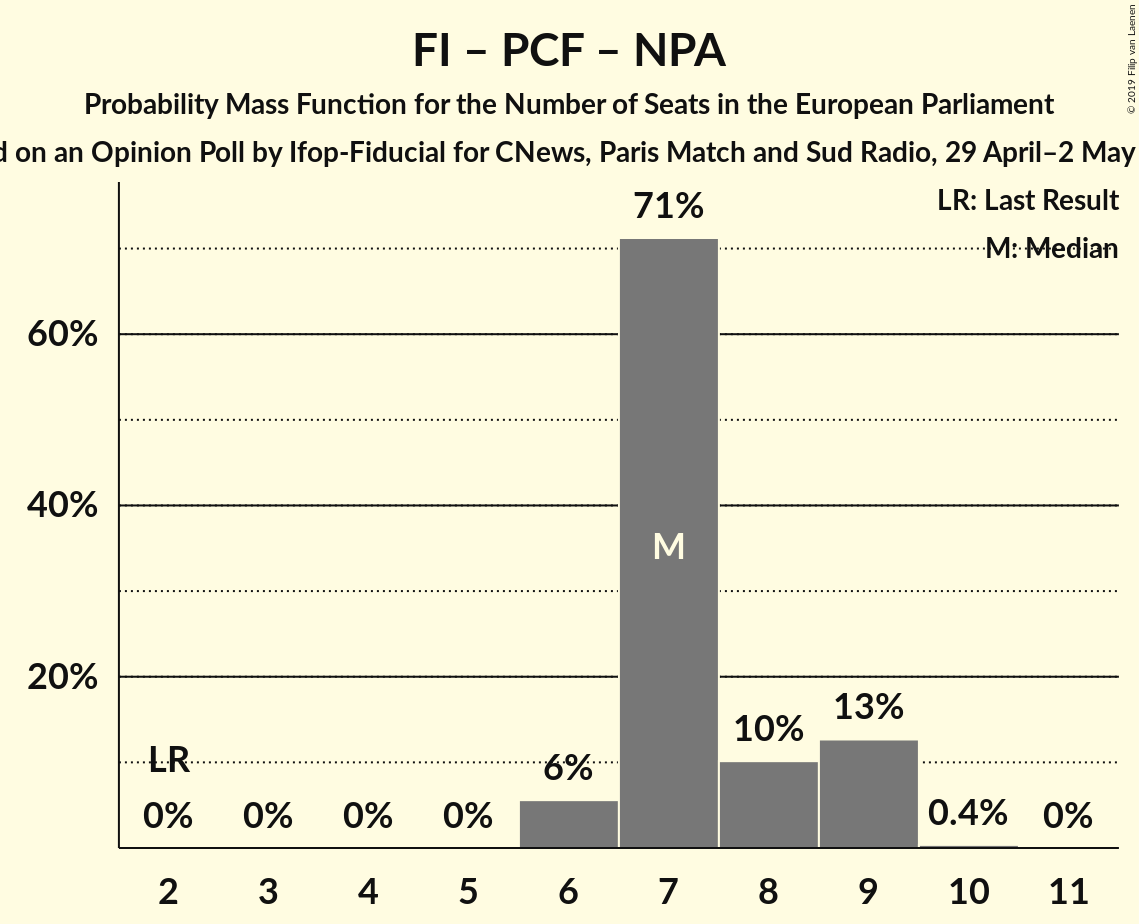 FI – PCF – NPA
Probability Mass Function for the Number of Seats in the European Parliament
on an Opinion Poll by Ifop-Fiducial for CNews, Paris Match and Sud Radio, 29 April–2 May
© 2019 Filip van Laenen
LR: Last Result
M: Median
71%
60%
40%
20%
M
LR
0%
0%
0%
0%
6%
10%
13%
0.4%
0%
2 3 4 5 6 7 8 9 10 11